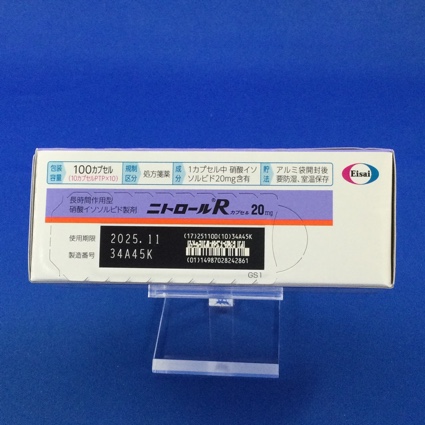 包装容量 100カプセル (10カプセルPTP×10) 規制区分 処方箋薬 成分 1カプセル中 硝酸イソソルビド20mg含有 貯法 アルミ袋開封後要防湿、室温保存
Eisai
長時間作用型
硝酸イソソルビド製剤
ニトロールRカプセル 20mg
使用期限 2025.11
製造番号 34A45K
(17)251100(10)34A45K
(01)14987028242861
GS1